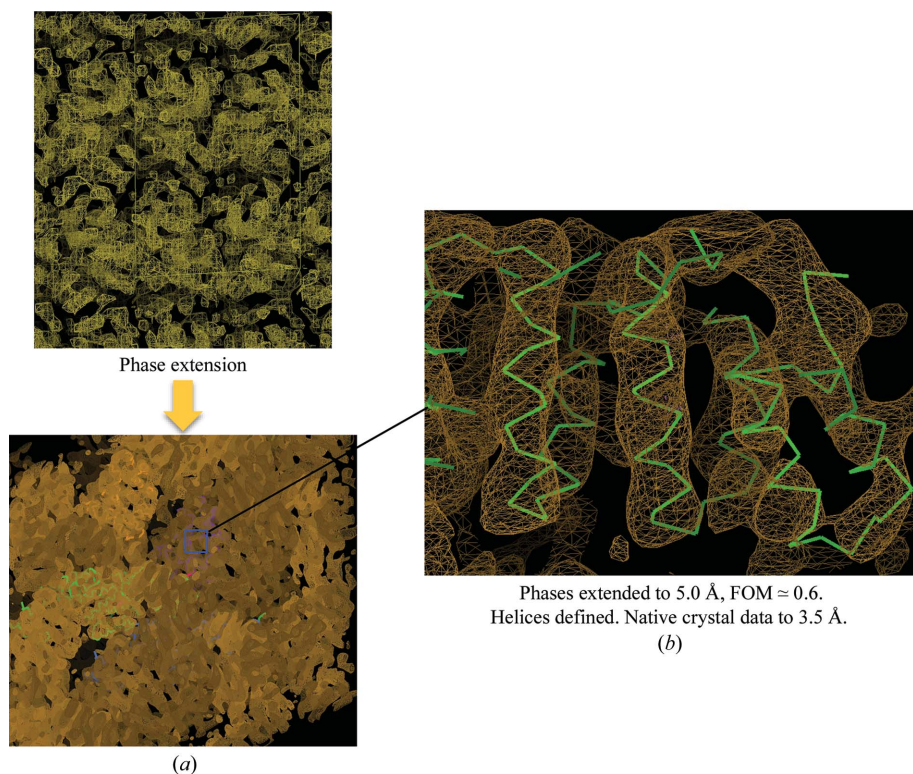 Phase extension
(a)
Phases extended to 5.0 Å, FOM ≃ 0.6.
Helices defined. Native crystal data to 3.5 Å.
(b)